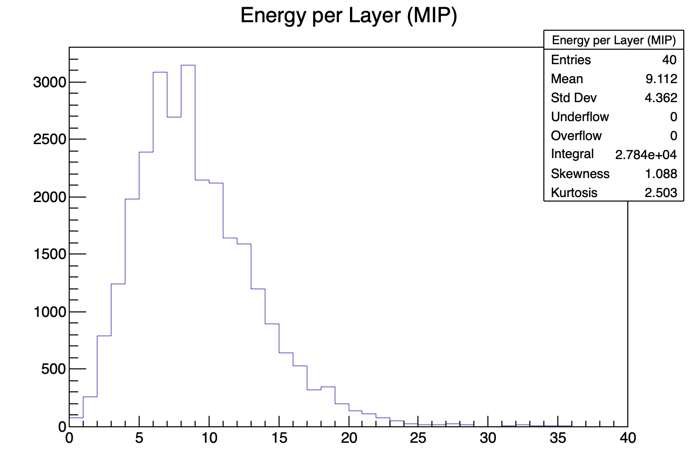 Energy per Layer (MIP)
Energy per Layer (MIP)
Entries 40
Mean 9.112
Std Dev 4.362
Underflow 0
Overflow 0
Integral 2.784e+04
Skewness 1.088
Kurtosis 2.503
3000
2500
2000
1500
1000
500
0
0 5 10 15 20 25 30 35 40